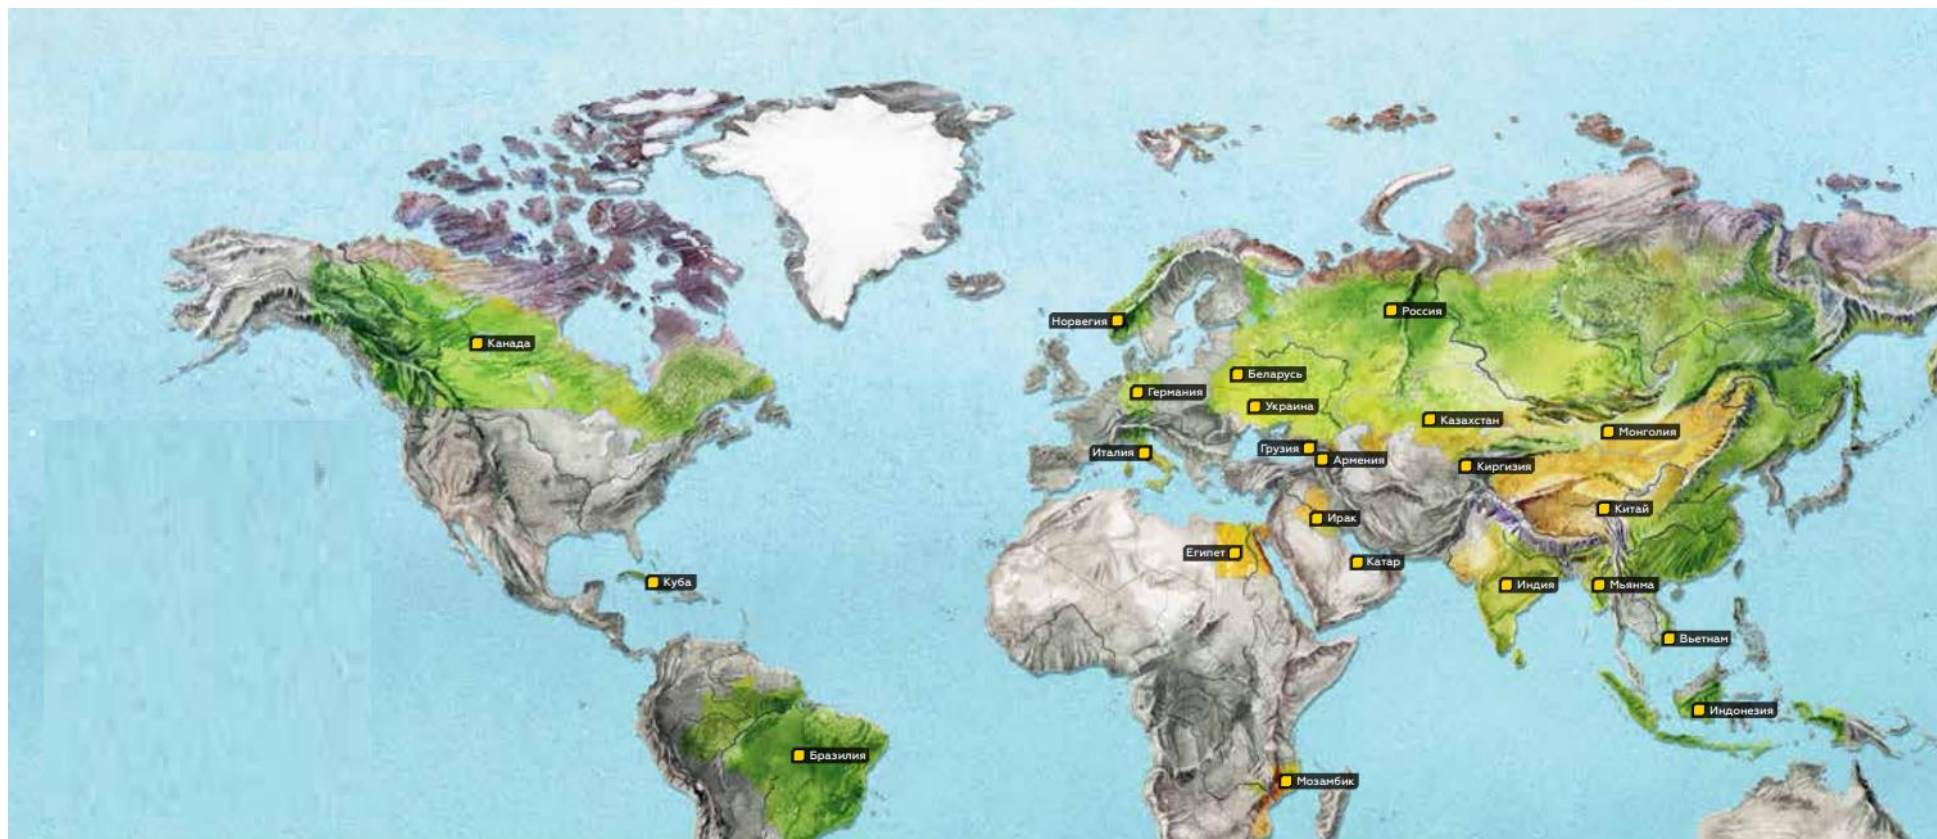 Норвегия
Россия
Канада
Беларусь
Германия
Украина
Казахстан
Монголия
Грузия
Италия
Армения
Киргизия
Китай
Ирак
Египет
Катар
Куба
Индия
Мьянма
Вьетнам
Индонезия
Бразилия
Мозамбик